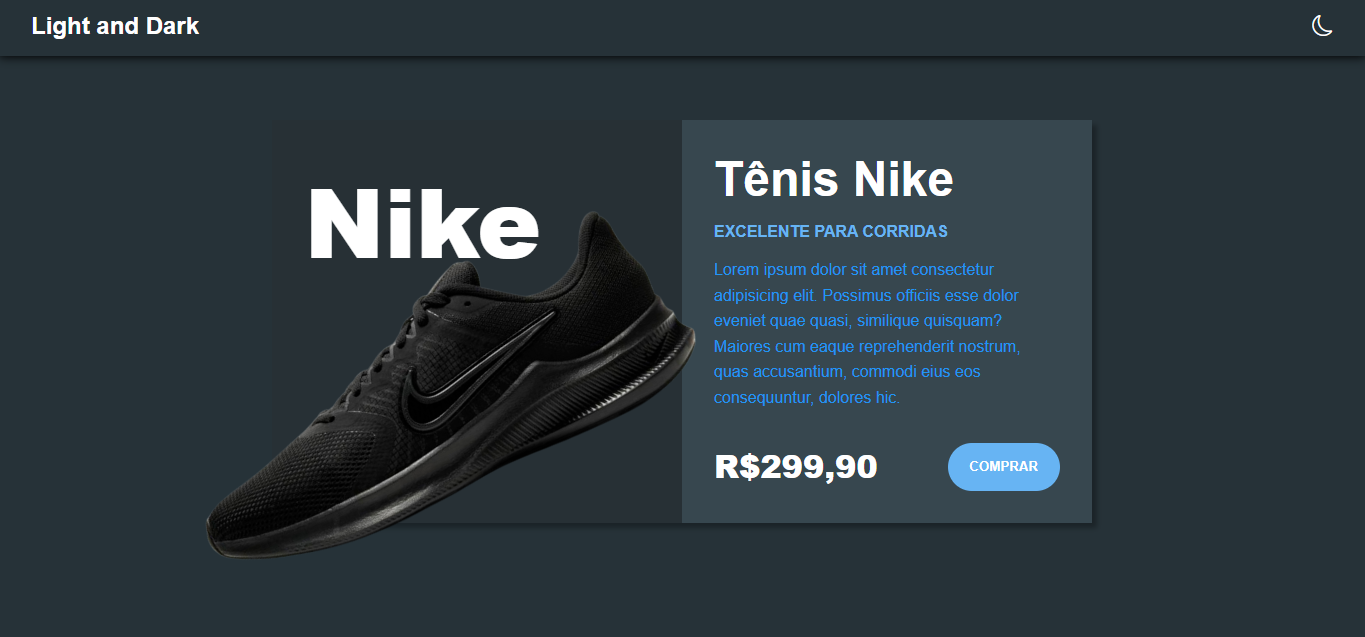 Light and Dark
Nike
Tênis Nike
EXCELENTE PARA CORRIDAS
Lorem ipsum dolor sit amet consectetur
adipisicing elit. Possimus officiis esse dolor
eveniet quae quasi, similique quisquam?
Maiores cum eaque reprehenderit nostrum,
quas accusantium, commodi eius eos
consequuntur, dolores hic.
R$299,90
COMPRAR